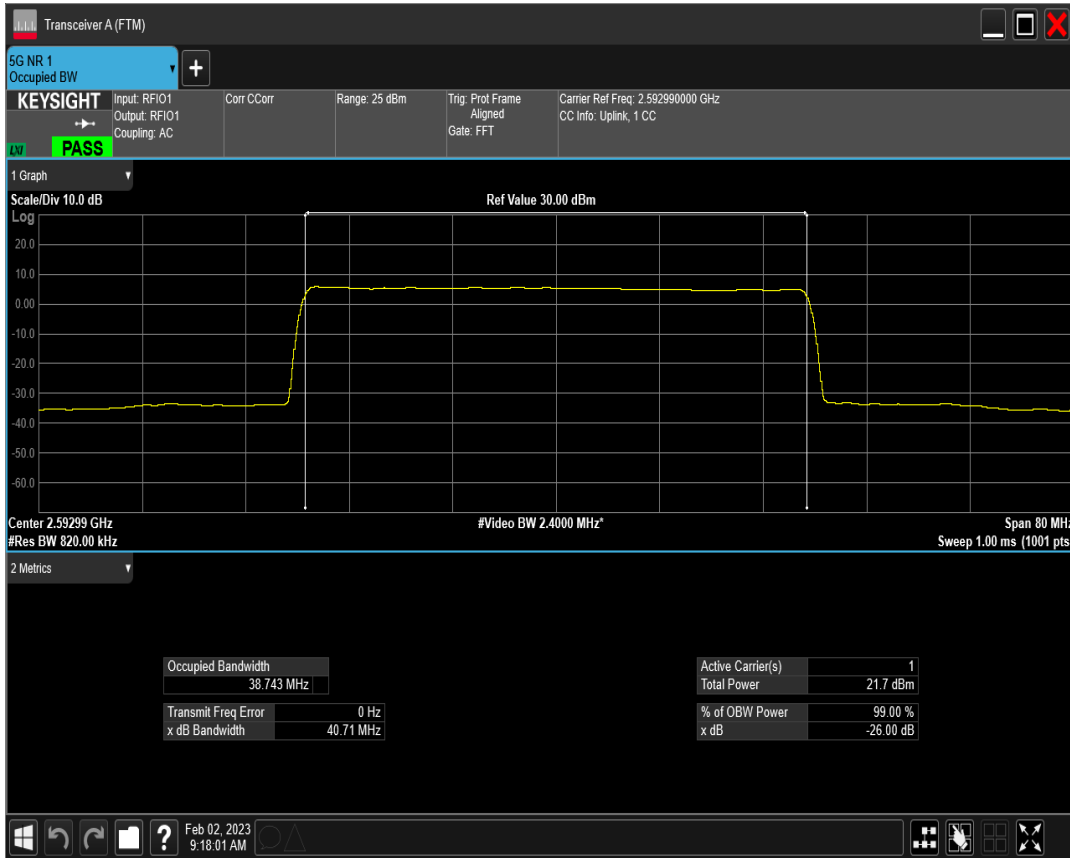 Transceiver A (FTM)
5G NR 1
Occupied BW
+
KEYSIGHT
LXI
PASS
Input: RFIO1
Output: RFIO1
Coupling: AC
Corr CCorr
Range: 25 dBm
Trig: Prot Frame
Aligned
Gate: FFT
Carrier Ref Freq: 2.592990000 GHz
CC Info: Uplink, 1 CC
1 Graph
Scale/Div 10.0 dB
Ref Value 30.00 dBm
Log
20.0
10.0
0.00
-10.0
-20.0
-30.0
-40.0
-50.0
-60.0
Center 2.59299 GHz
#Video BW 2.4000 MHz*
Span 80 MHz
#Res BW 820.00 kHz
Sweep 1.00 ms (1001 pts
2 Metrics
Occupied Bandwidth
38.743 MHz
Transmit Freq Error 0 Hz
x dB Bandwidth 40.71 MHz
Active Carrier(s) 1
Total Power 21.7 dBm
% of OBW Power 99.00 %
x dB -26.00 dB
?
Feb 02, 2023
9:18:01 AM